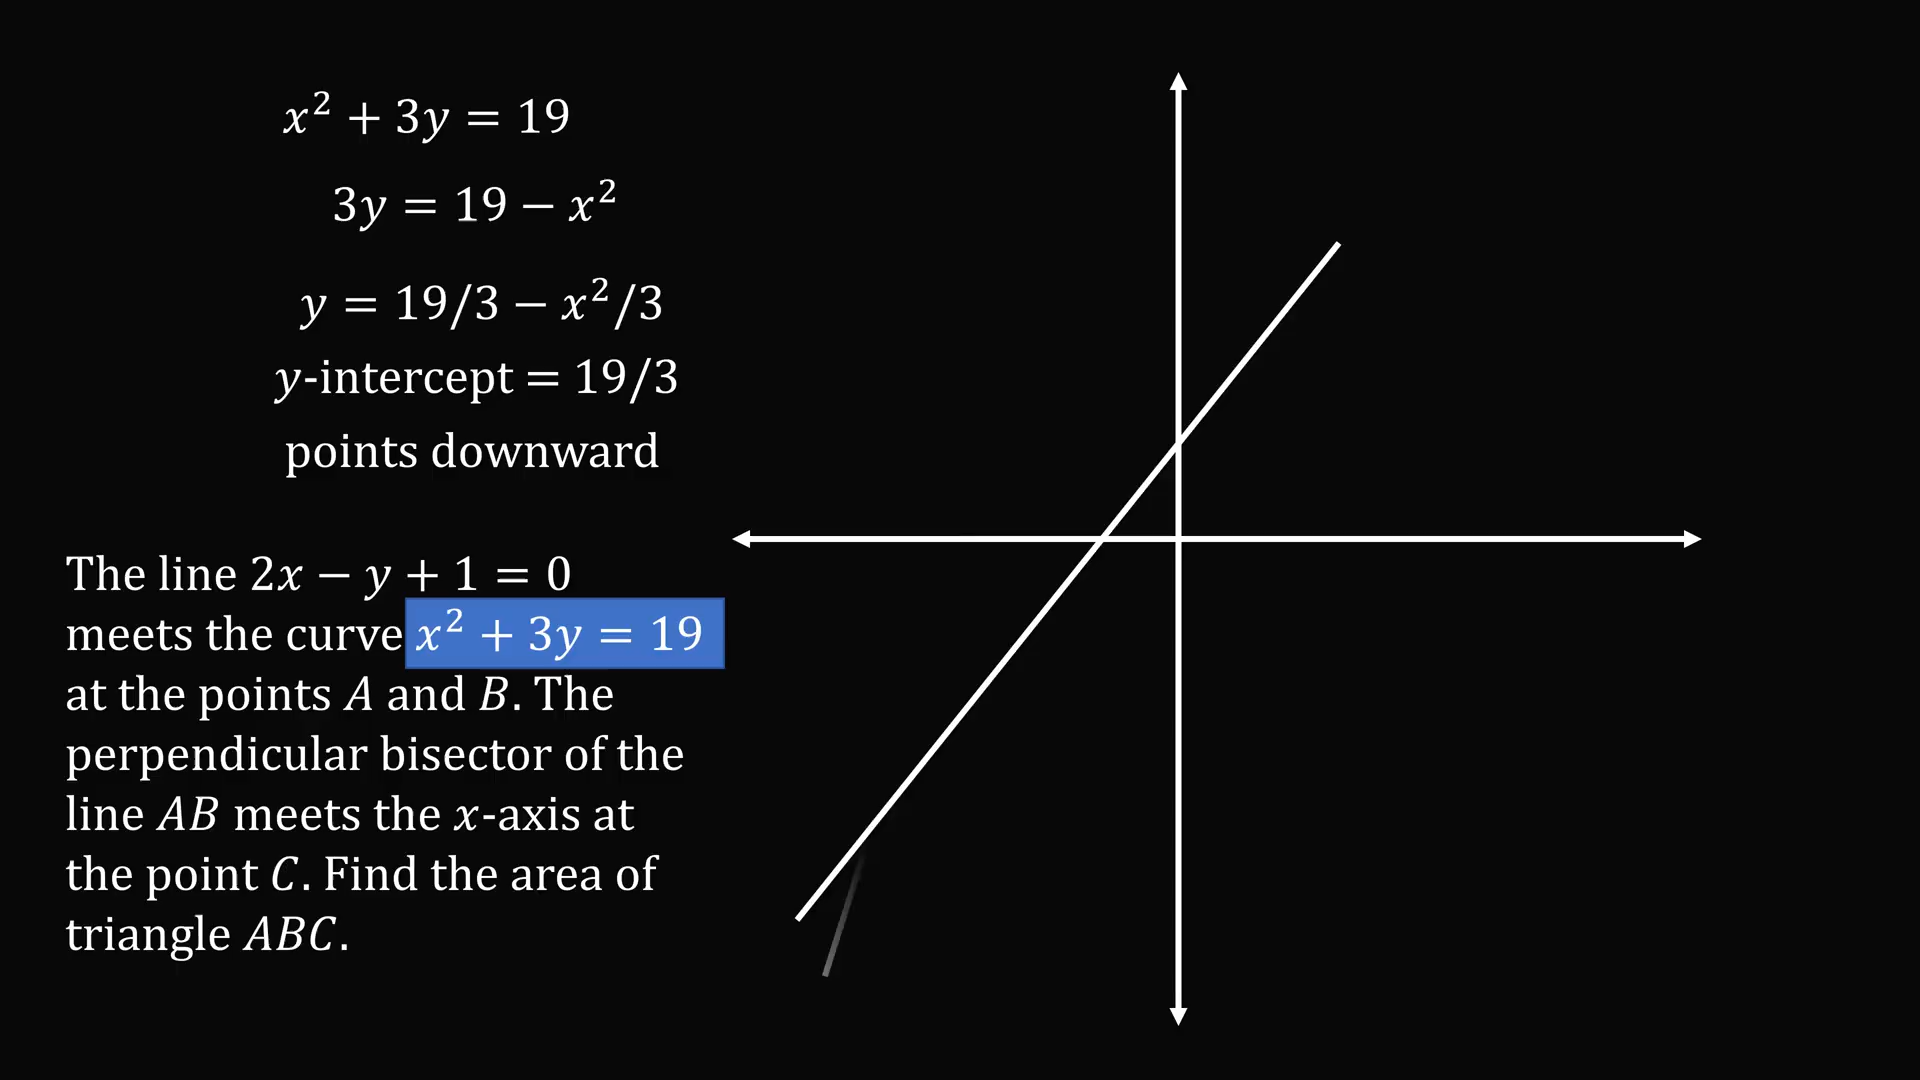 x² + 3y = 19
3y = 19 − x²
y = 19/3 − x²/3
y-intercept = 19/3
points downward
The line 2x − y + 1 = 0
meets the curve x² + 3y = 19
at the points A and B. The
perpendicular bisector of the
line AB meets the x-axis at
the point C. Find the area of
triangle ABC.